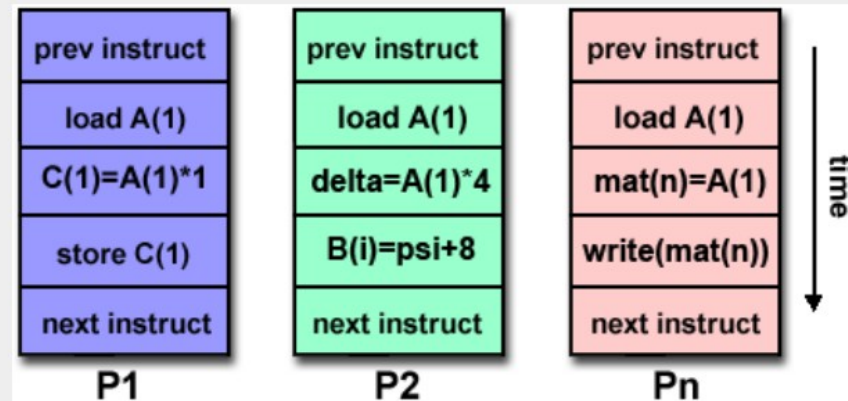 prev instruct
load A(1)
C(1)=A(1)*1
store C(1)
next instruct
P1
prev instruct
load A(1)
delta=A(1)*4
B(i)=psi+8
next instruct
P2
prev instruct
load A(1)
mat(n)=A(1)
write(mat(n))
next instruct
Pn
time